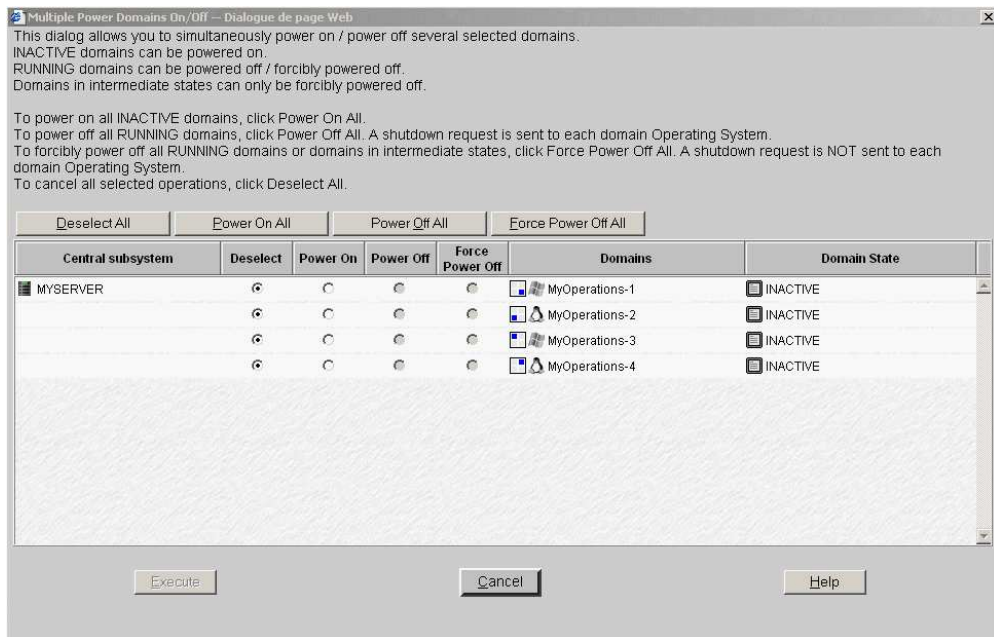 Multiple Power Domains On/Off -- Dialogue de page Web
This dialog allows you to simultaneously power on / power off several selected domains.
INACTIVE domains can be powered on.
RUNNING domains can be powered off / forcibly powered off.
Domains in intermediate states can only be forcibly powered off.
To power on all INACTIVE domains, click Power On All.
To power off all RUNNING domains, click Power Off All. A shutdown request is sent to each domain Operating System.
To forcibly power off all RUNNING domains or domains in intermediate states, click Force Power Off All. A shutdown request is NOT sent to each
domain Operating System.
To cancel all selected operations, click Deselect All.
Deselect All Power On All Power Off All Force Power Off All
Central subsystem Deselect Power On Power Off Force Power Off Domains Domain State
MYSERVER MyOperations-1 INACTIVE
MyOperations-2 INACTIVE
MyOperations-3 INACTIVE
MyOperations-4 INACTIVE
Execute Cancel Help